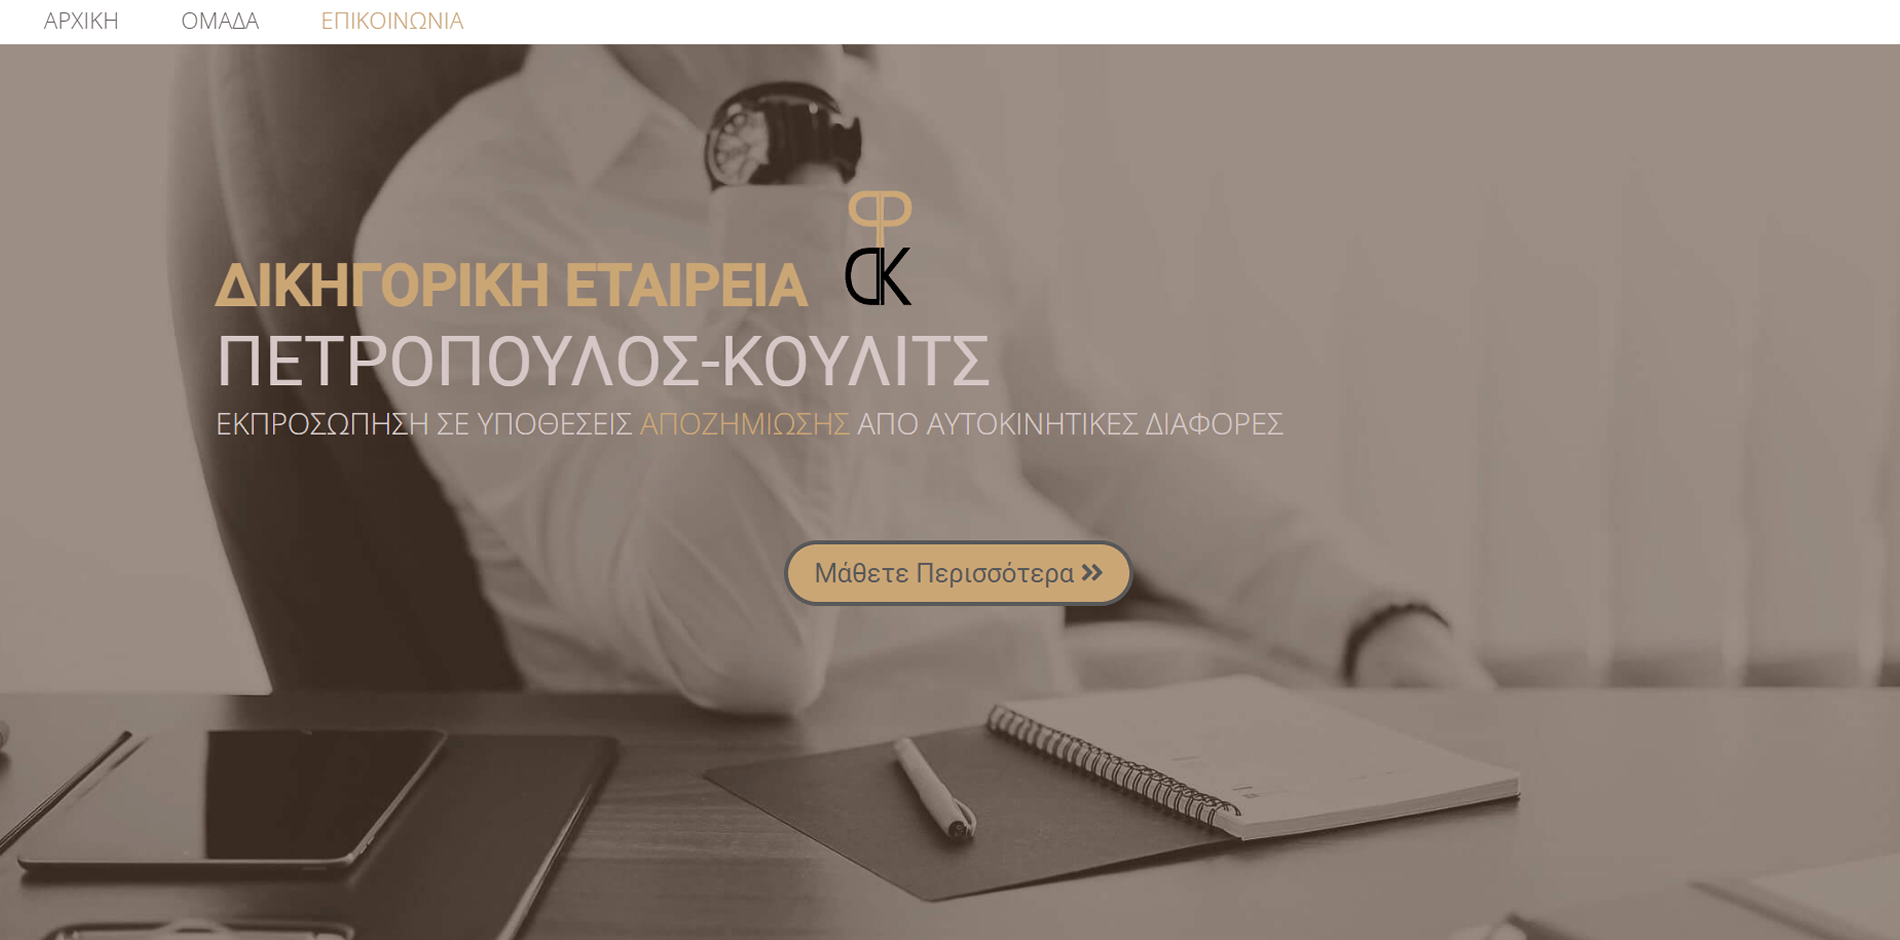 ΑΡΧΙΚΗ ΟΜΑΔΑ ΕΠΙΚΟΙΝΩΝΙΑ
ΔΙΚΗΓΟΡΙΚΗ ΕΤΑΙΡΕΙΑ
ΠΕΤΡΟΠΟΥΛΟΣ-ΚΟΥΛΙΤΣ
ΕΚΠΡΟΣΩΠΗΣΗ ΣΕ ΥΠΟΘΕΣΕΙΣ ΑΠΟΖΗΜΙΩΣΗΣ ΑΠΟ ΑΥΤΟΚΙΝΗΤΙΚΕΣ ΔΙΑΦΟΡΕΣ
Μάθετε Περισσότερα »